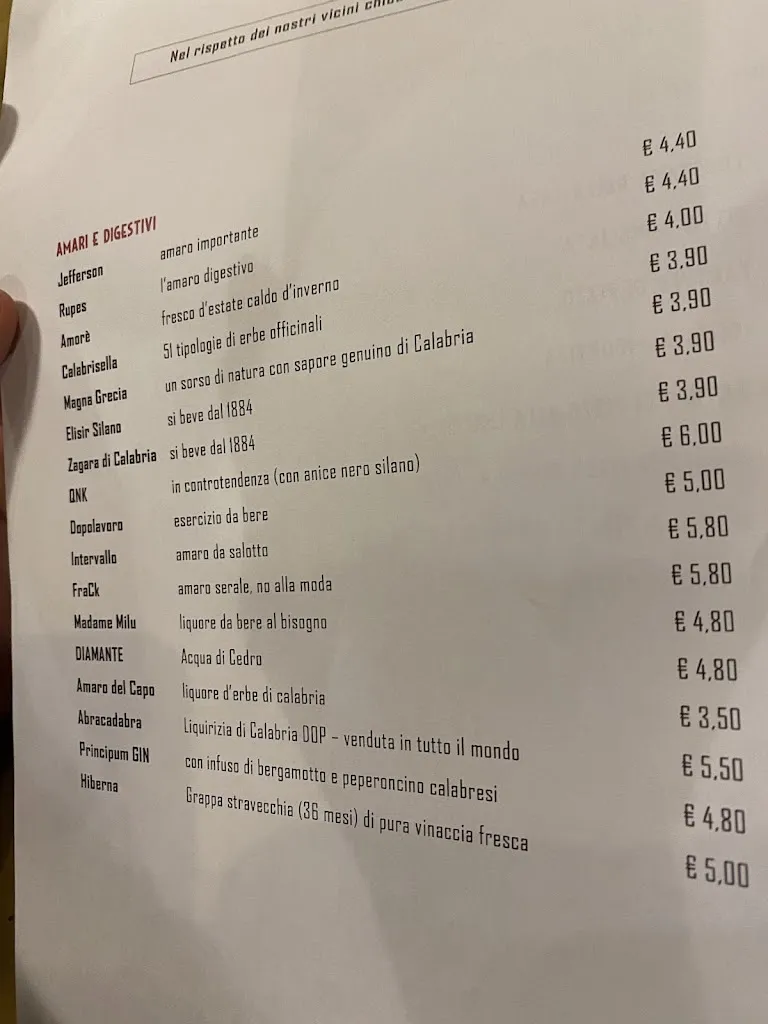 Nel rispetto dei nostri vicini
AMARI E DIGESTIVI
Jefferson amaro importante € 4,40
Rupes l'amaro digestivo € 4,40
Amorè fresco d'estate caldo d'inverno € 4,00
Calabrisella 51 tipologie di erbe officinali € 3,90
Magna Grecia un sorso di natura con sapore genuino di Calabria € 3,90
Elisir Silano si beve dal 1884 € 3,90
Zagara di Calabria si beve dal 1884 € 3,90
QNK in controtendenza (con anice nero silano) € 6,00
Dopolavoro esercizio da bere € 5,00
Intervallo amaro da salotto € 5,80
FraCk amaro serale, no alla moda € 5,80
Madame Milu liquore da bere al bisogno € 4,80
DIAMANTE Acqua di Cedro € 4,80
Amaro del Capo liquore d'erbe di calabria € 3,50
Abracadabra Liquirizia di Calabria DOP – venduta in tutto il mondo € 5,50
Principum GIN con infuso di bergamotto e peperoncino calabresi € 4,80
Hiberna Grappa stravecchia (36 mesi) di pura vinaccia fresca € 5,00